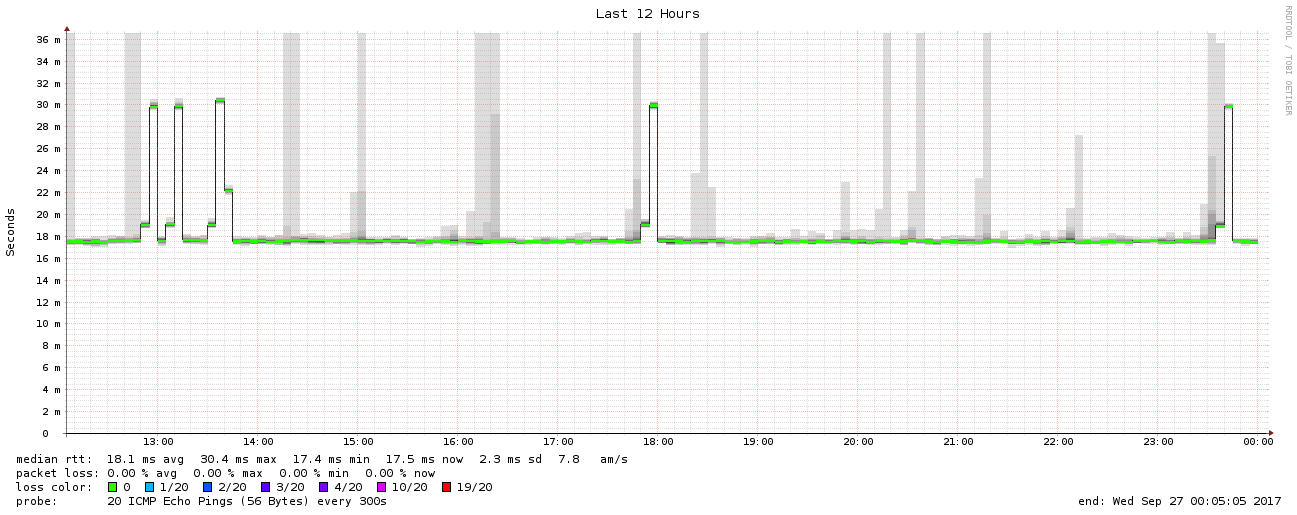 Last 12 Hours
RRDTOOL / TOBI OETIKER
Seconds
36 m
34 m
32 m
30 m
28 m
26 m
24 m
22 m
20 m
18 m
16 m
14 m
12 m
10 m
8 m
6 m
4 m
2 m
0
13:00 14:00 15:00 16:00 17:00 18:00 19:00 20:00 21:00 22:00 23:00 00:00
median rtt: 18.1 ms avg 30.4 ms max 17.4 ms min 17.5 ms now 2.3 ms sd 7.8 am/s
packet loss: 0.00 % avg 0.00 % max 0.00 % min 0.00 % now
loss color: 0 1/20 2/20 3/20 4/20 10/20 19/20
probe: 20 ICMP Echo Pings (56 Bytes) every 300s end: Wed Sep 27 00:05:05 2017